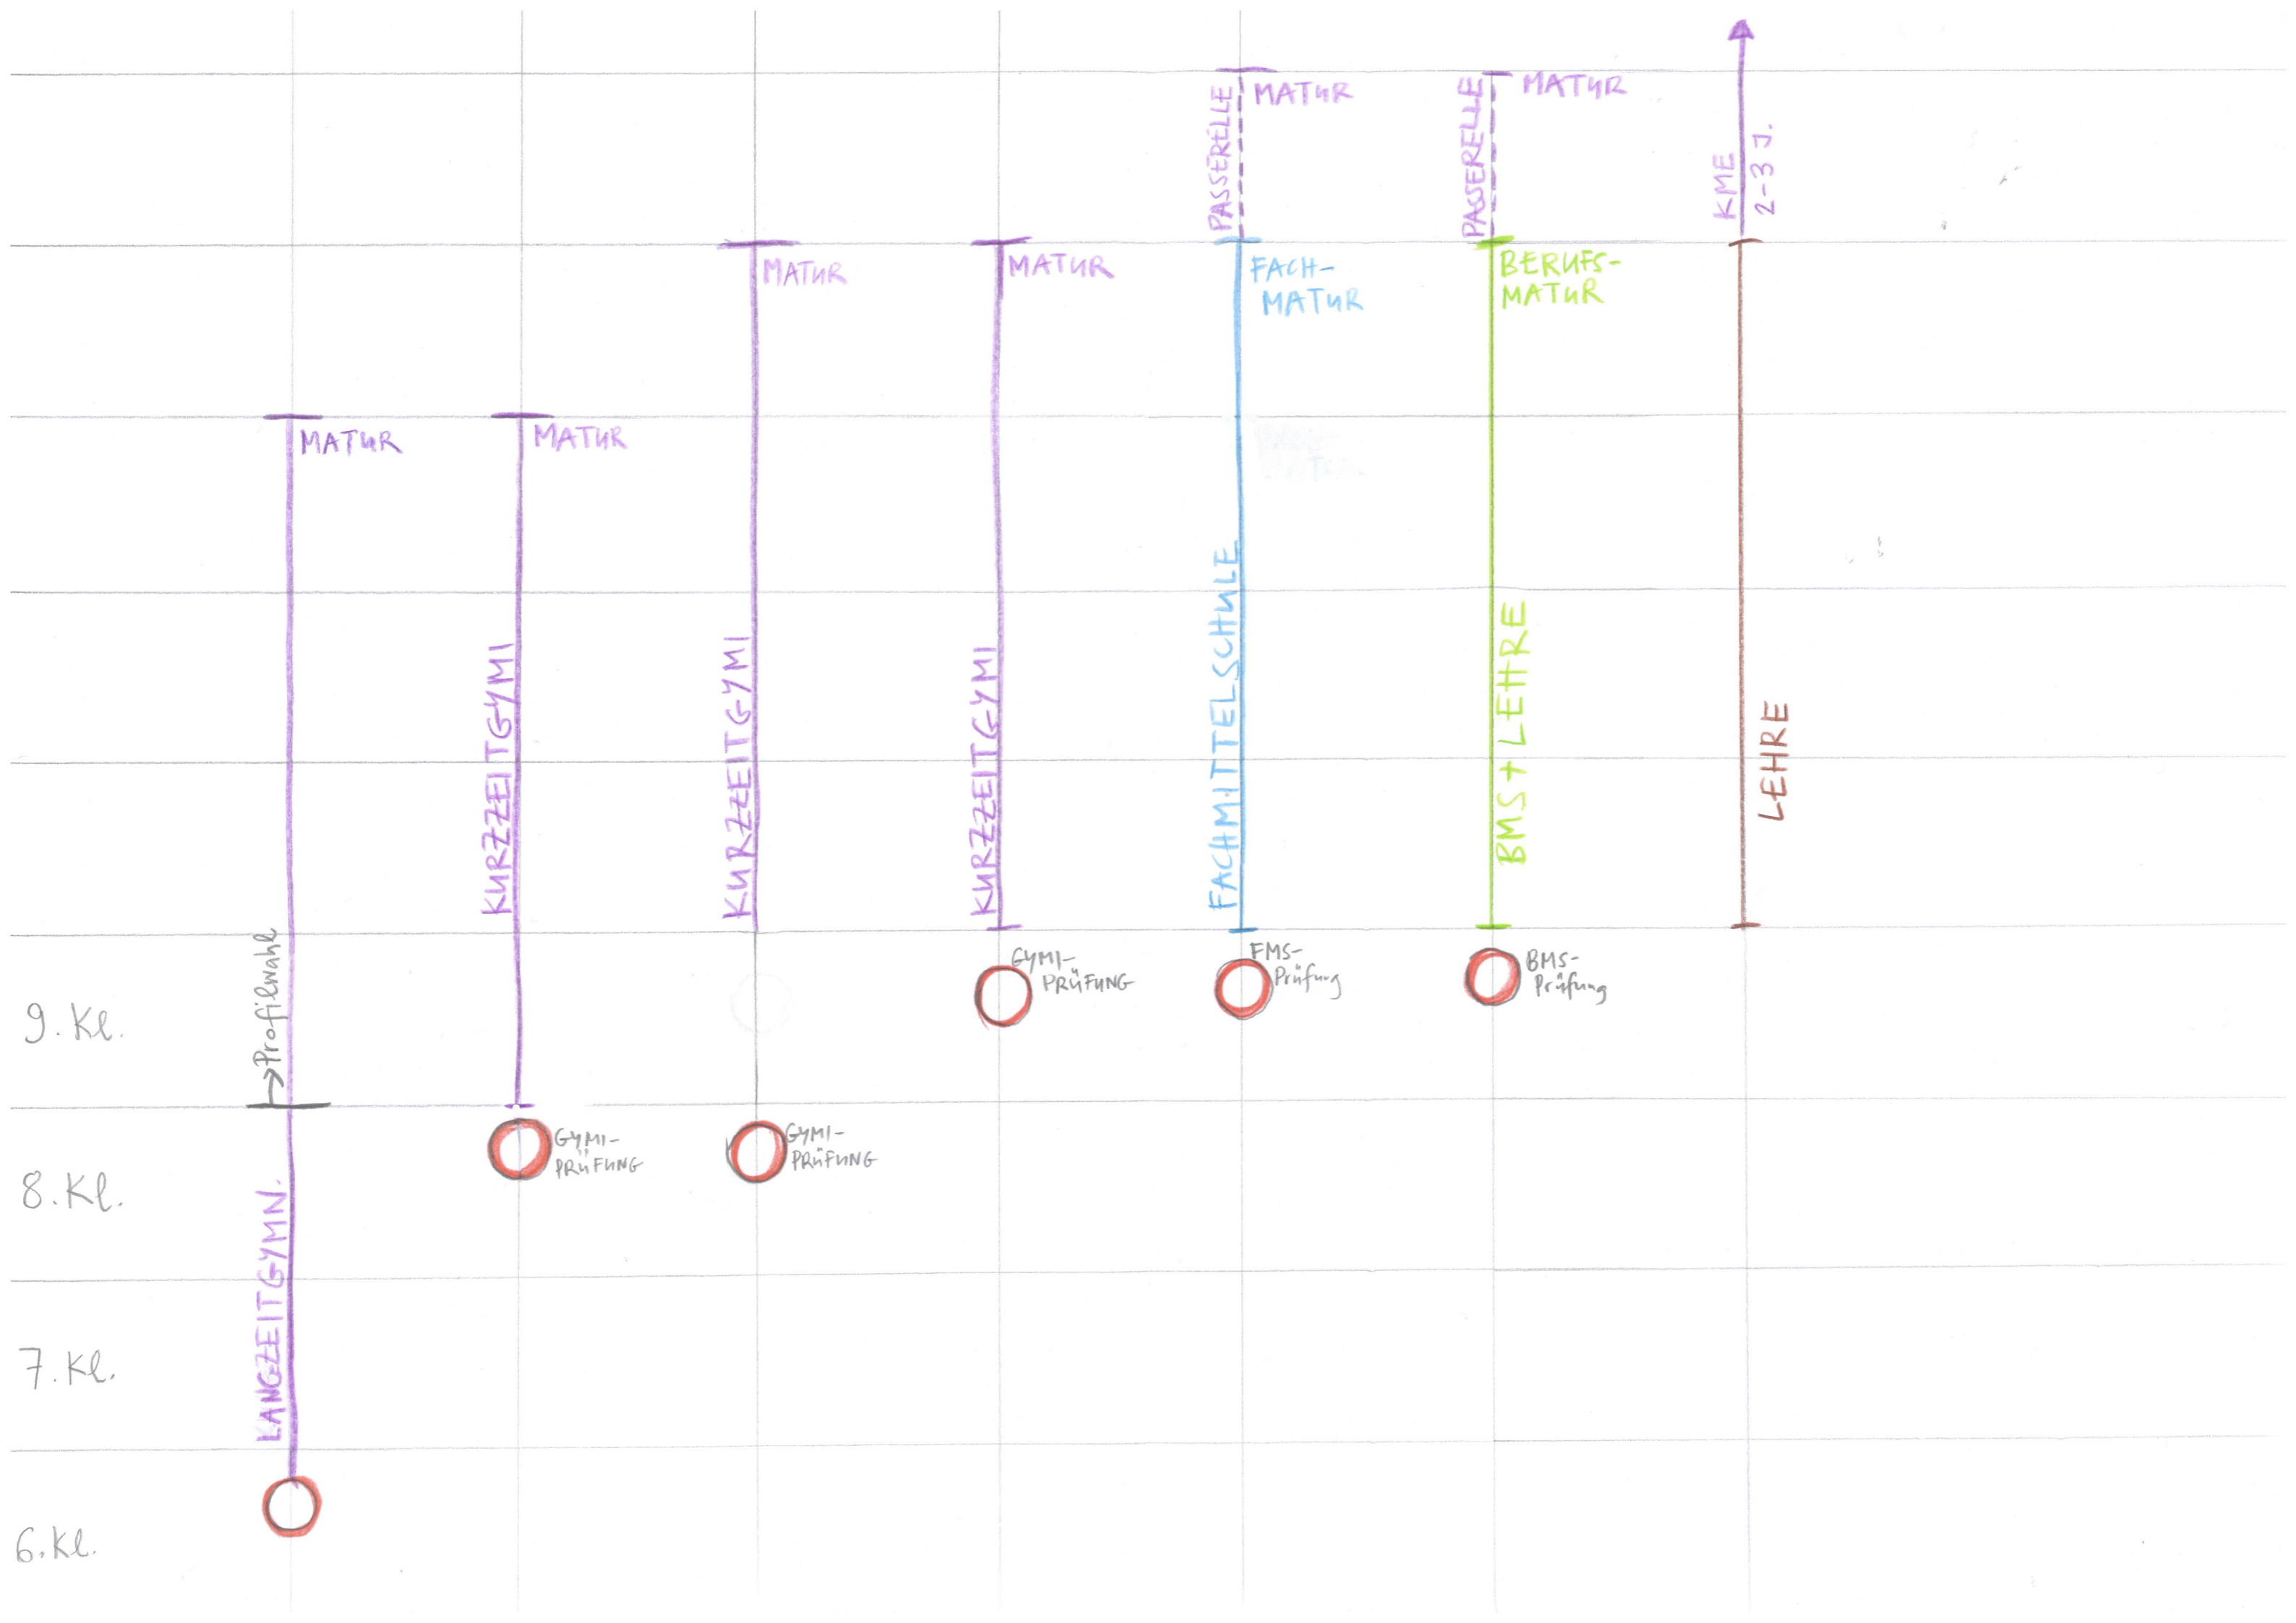 PASSERELLE
MATUR
PASSERELLE
MATUR
KME
2-3 J.
MATUR
MATUR
FACH-
MATUR
BERUFS-
MATUR
MATUR
MATUR
KURZZEITGYMI
KURZZEITGYMI
KURZZEITGYMI
FACHMITTELSCHULE
BMS + LEHRE
LEHRE
9. Kl.
→Profilwahl
GYMI-
PRÜFUNG
FMS-
Prüfung
BMS-
Prüfung
8. Kl.
GYMI-
PRÜFUNG
GYMI-
PRÜFUNG
LANGZEITGYMN.
7. Kl.
6. Kl.